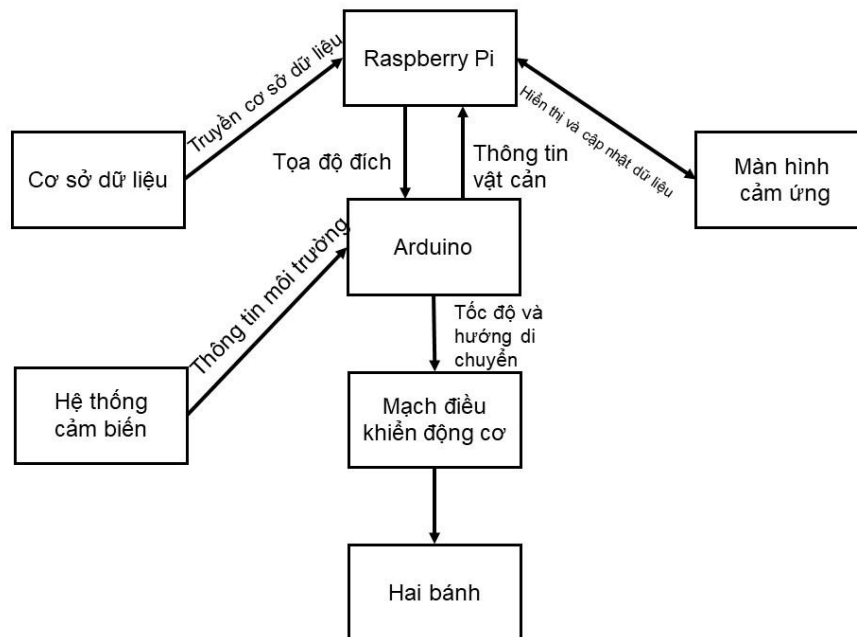 Raspberry Pi
Truyền cơ sở dữ liệu
Hiển thị và cập nhật dữ liệu
Cơ sở dữ liệu
Tọa độ đích
Thông tin
vật cản
Màn hình
cảm ứng
Arduino
Thông tin môi trường
Tốc độ và
hướng di
chuyển
Hệ thống
cảm biến
Mạch điều
khiển động cơ
Hai bánh